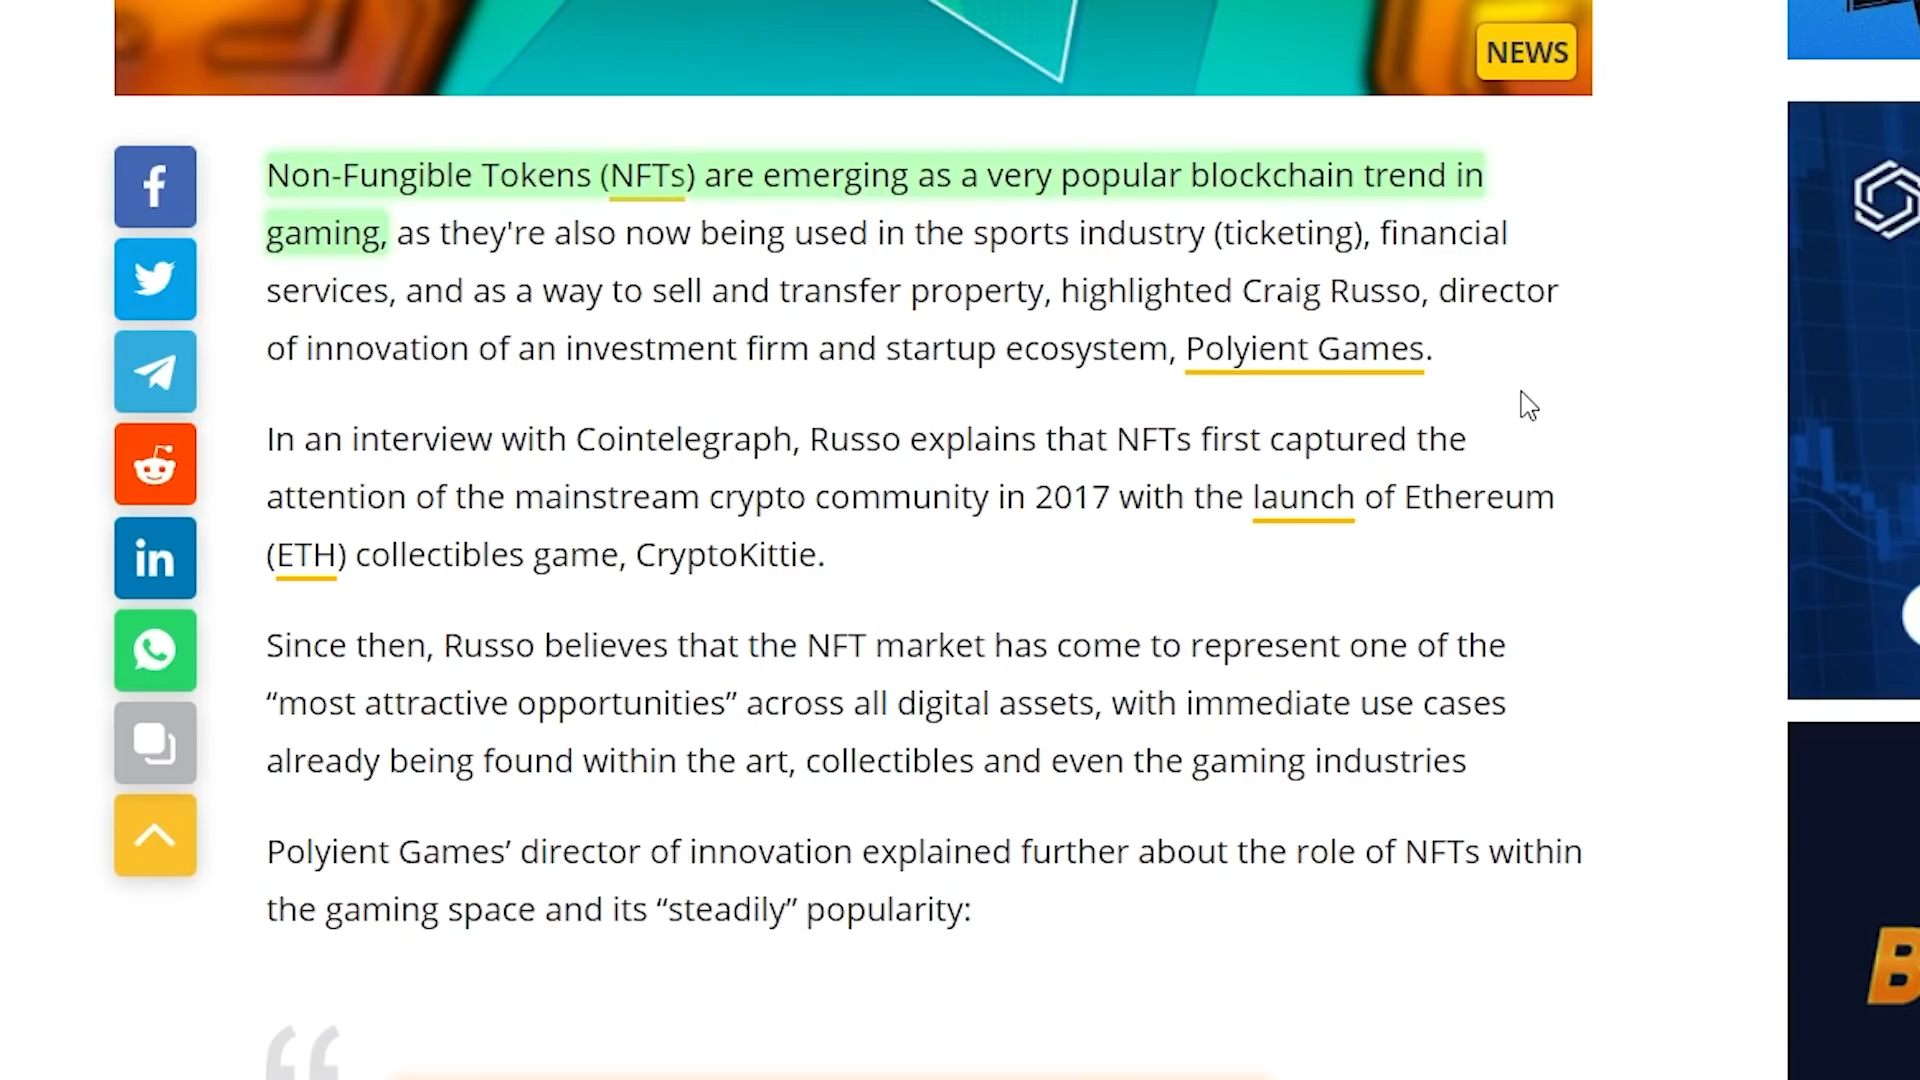 NEWS
Non-Fungible Tokens (NFTs) are emerging as a very popular blockchain trend in
gaming, as they're also now being used in the sports industry (ticketing), financial
services, and as a way to sell and transfer property, highlighted Craig Russo, director
of innovation of an investment firm and startup ecosystem, Polyient Games.
In an interview with Cointelegraph, Russo explains that NFTs first captured the
attention of the mainstream crypto community in 2017 with the launch of Ethereum
(ETH) collectibles game, CryptoKittie.
Since then, Russo believes that the NFT market has come to represent one of the
“most attractive opportunities” across all digital assets, with immediate use cases
already being found within the art, collectibles and even the gaming industries
Polyient Games’ director of innovation explained further about the role of NFTs within
the gaming space and its “steadily” popularity:
B